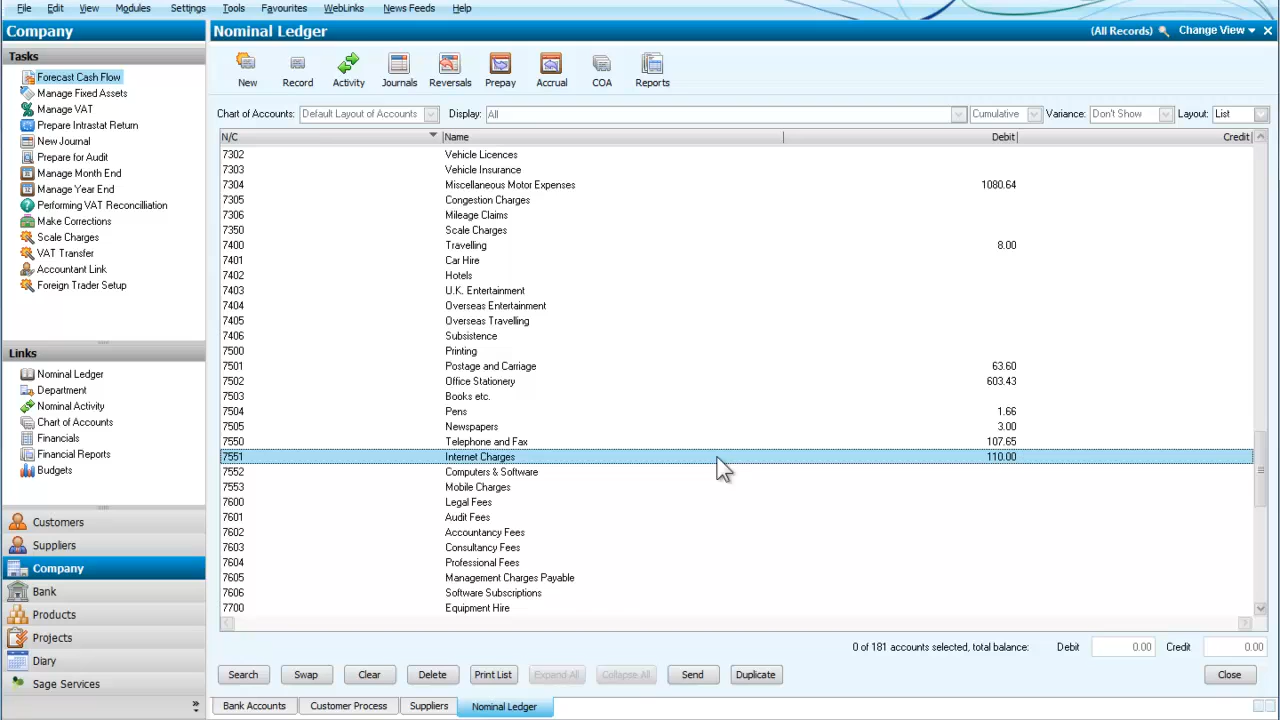 File Edit View Modules Settings Tools Favourites WebLinks News Feeds Help
Company
Tasks
Forecast Cash Flow
Manage Fixed Assets
Manage VAT
Prepare Intrastat Return
New Journal
Prepare for Audit
Manage Month End
Manage Year End
Performing VAT Reconcilliation
Make Corrections
Scale Charges
VAT Transfer
Accountant Link
Foreign Trader Setup
Links
Nominal Ledger
Department
Nominal Activity
Chart of Accounts
Financials
Financial Reports
Budgets
Customers
Suppliers
Company
Bank
Products
Projects
Diary
Sage Services
Nominal Ledger (All Records) Change View
New Record Activity Journals Reversals Prepay Accrual COA Reports
Chart of Accounts: Default Layout of Accounts Display: All Cumulative Variance: Don't Show Layout: List
N/C Name Debit Credit
7302 Vehicle Licences
7303 Vehicle Insurance
7304 Miscellaneous Motor Expenses 1080.64
7305 Congestion Charges
7306 Mileage Claims
7350 Scale Charges
7400 Travelling 8.00
7401 Car Hire
7402 Hotels
7403 U.K. Entertainment
7404 Overseas Entertainment
7405 Overseas Travelling
7406 Subsistence
7500 Printing
7501 Postage and Carriage 63.60
7502 Office Stationery 603.43
7503 Books etc.
7504 Pens 1.66
7505 Newspapers 3.00
7550 Telephone and Fax 107.65
7551 Internet Charges 110.00
7552 Computers & Software
7553 Mobile Charges
7600 Legal Fees
7601 Audit Fees
7602 Accountancy Fees
7603 Consultancy Fees
7604 Professional Fees
7605 Management Charges Payable
7606 Software Subscriptions
7700 Equipment Hire
0 of 181 accounts selected, total balance: Debit 0.00 Credit 0.00
Search Swap Clear Delete Print List Expand All Collapse All Send Duplicate Close
Bank Accounts Customer Process Suppliers Nominal Ledger